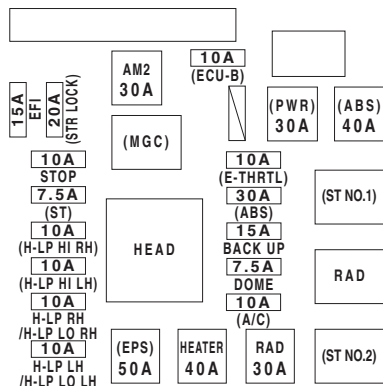 10A
(ECU-B)
AM2
30A
15A
EFI
20A
(STR LOCK)
(PWR)
30A
(ABS)
40A
(MGC)
10A
STOP
7.5A
(ST)
10A
(H-LP HI RH)
10A
(H-LP HI LH)
10A
H-LP RH
/H-LP LO RH
10A
H-LP LH
/H-LP LO LH
HEAD
10A
(E-THRTL)
30A
(ABS)
15A
BACK UP
7.5A
DOME
10A
(A/C)
(ST NO.1)
RAD
(EPS)
50A
HEATER
40A
RAD
30A
(ST NO.2)